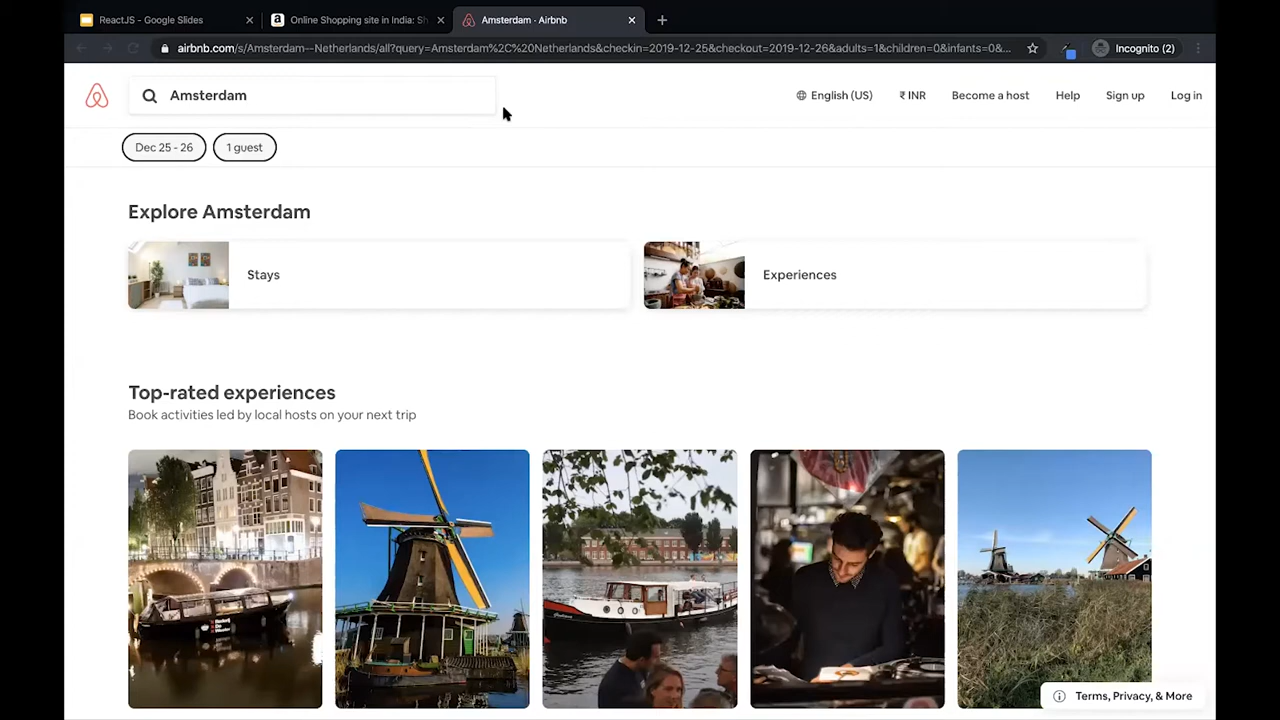 ReactJS - Google Slides
Online Shopping site in India: Sh
Amsterdam · Airbnb
airbnb.com/s/Amsterdam--Netherlands/all?query=Amsterdam%2C%20Netherlands&checkin=2019-12-25&checkout=2019-12-26&adults=1&children=0&infants=0&...
Incognito (2)
Amsterdam
English (US)
₹ INR
Become a host
Help
Sign up
Log in
Dec 25 - 26
1 guest
Explore Amsterdam
Stays
Experiences
Top-rated experiences
Book activities led by local hosts on your next trip
Terms, Privacy, & More